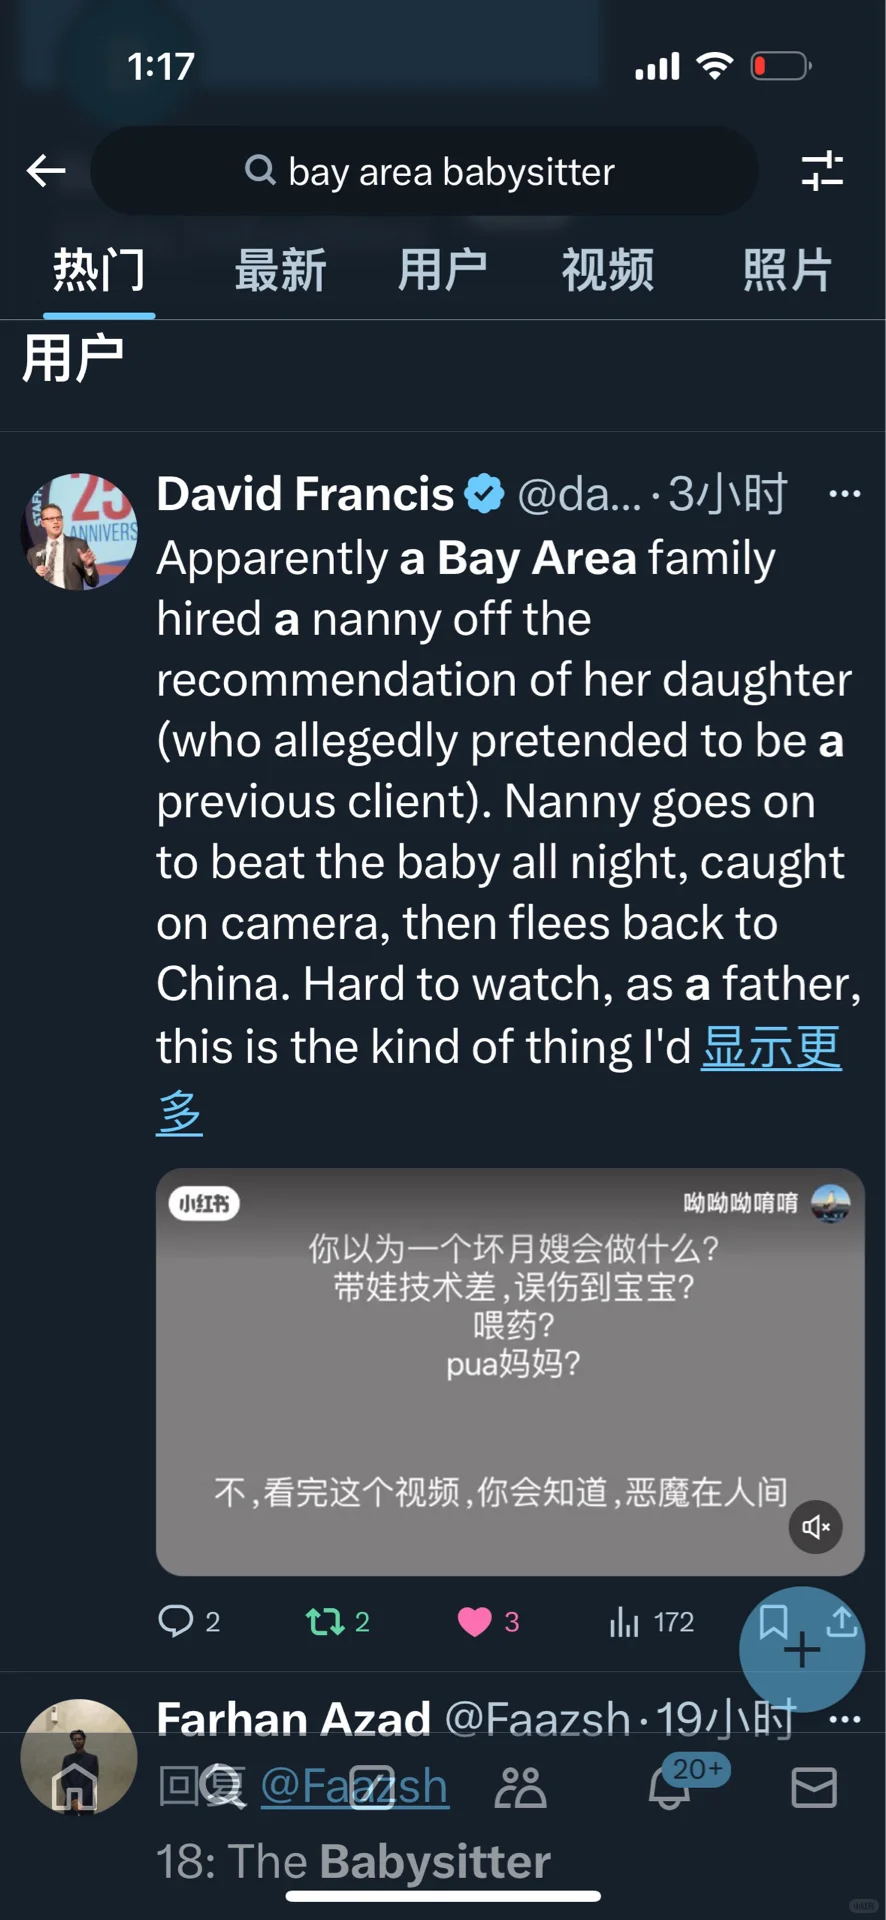 1:17
bay area babysitter
热门 最新 用户 视频 照片
用户
STAFF
25
ANNIVERS
David Francis @da... · 3小时
Apparently a Bay Area family
hired a nanny off the
recommendation of her daughter
(who allegedly pretended to be a
previous client). Nanny goes on
to beat the baby all night, caught
on camera, then flees back to
China. Hard to watch, as a father,
this is the kind of thing I'd 显示更
多
小红书 呦呦呦唷唷
你以为一个坏月嫂会做什么?
带娃技术差,误伤到宝宝?
喂药?
pua妈妈?
不,看完这个视频,你会知道,恶魔在人间
2 2 3 172
Farhan Azad @Faazsh · 19小时
回复 @Faazsh
20+
18: The Babysitter
小红书